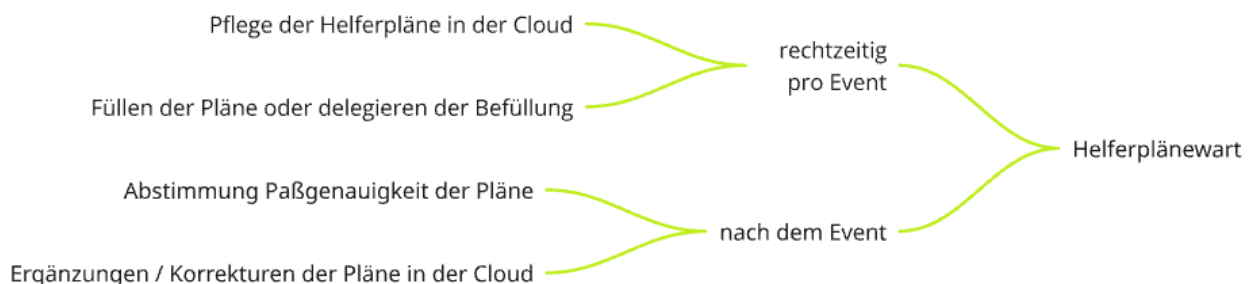 Pflege der Helferpläne in der Cloud
Füllen der Pläne oder delegieren der Befüllung
rechtzeitig
pro Event
Abstimmung Paßgenauigkeit der Pläne
Ergänzungen / Korrekturen der Pläne in der Cloud
nach dem Event
Helferplänewart